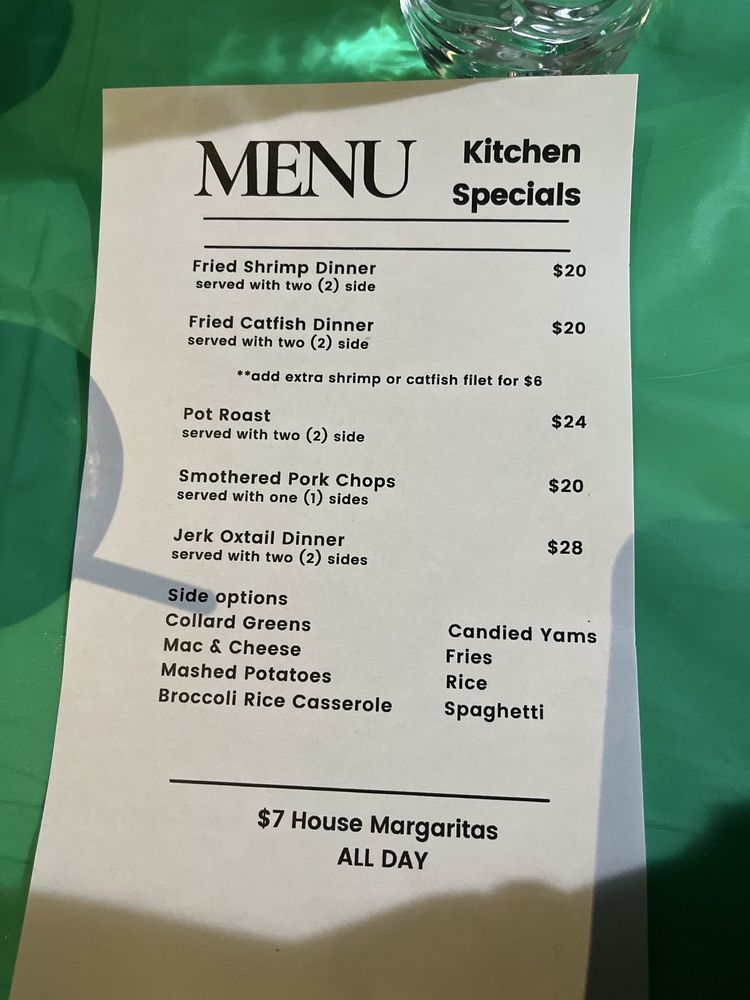 MENU
Kitchen
Specials
Fried Shrimp Dinner $20
served with two (2) side
Fried Catfish Dinner $20
served with two (2) side
**add extra shrimp or catfish filet for $6
Pot Roast $24
served with two (2) side
Smothered Pork Chops $20
served with one (1) sides
Jerk Oxtail Dinner $28
served with two (2) sides
Side options
Collard Greens
Mac & Cheese
Mashed Potatoes
Broccoli Rice Casserole
Candied Yams
Fries
Rice
Spaghetti
$7 House Margaritas
ALL DAY